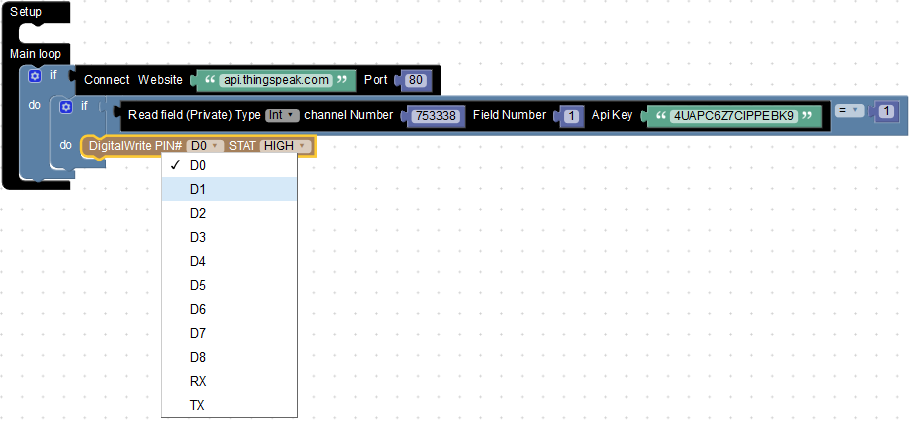 Setup
Main loop
if Connect Website “ api.thingspeak.com ” Port 80
do if Read field (Private) Type Int channel Number 753338 Field Number 1 Api Key “ 4UAPC6Z7CIPPEBK9 ” = 1
do DigitalWrite PIN# D0 STAT HIGH
✓ D0
D1
D2
D3
D4
D5
D6
D7
D8
RX
TX